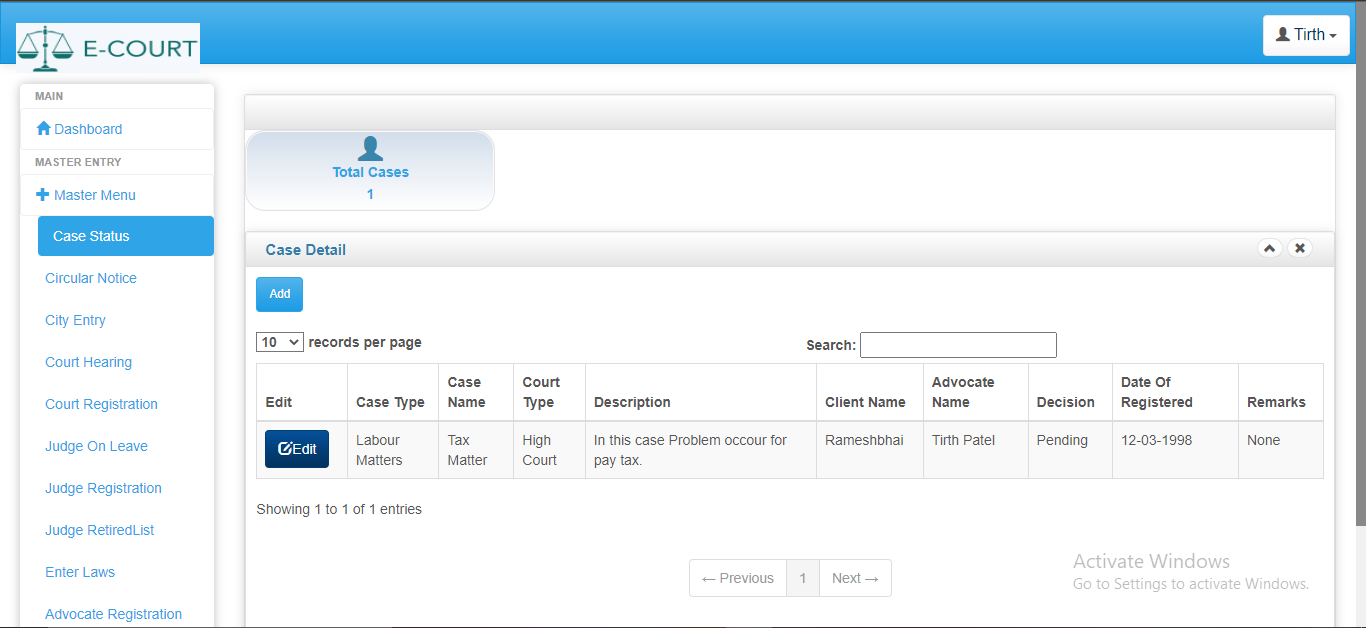 E-COURT
Tirth
MAIN
Dashboard
MASTER ENTRY
Master Menu
Case Status
Circular Notice
City Entry
Court Hearing
Court Registration
Judge On Leave
Judge Registration
Judge RetiredList
Enter Laws
Advocate Registration
Total Cases
1
Case Detail
Add
10 records per page
Search:
Edit Case Type Case Name Court Type Description Client Name Advocate Name Decision Date Of Registered Remarks
Edit Labour Matters Tax Matter High Court In this case Problem occour for pay tax. Rameshbhai Tirth Patel Pending 12-03-1998 None
Showing 1 to 1 of 1 entries
← Previous 1 Next →
Activate Windows
Go to Settings to activate Windows.